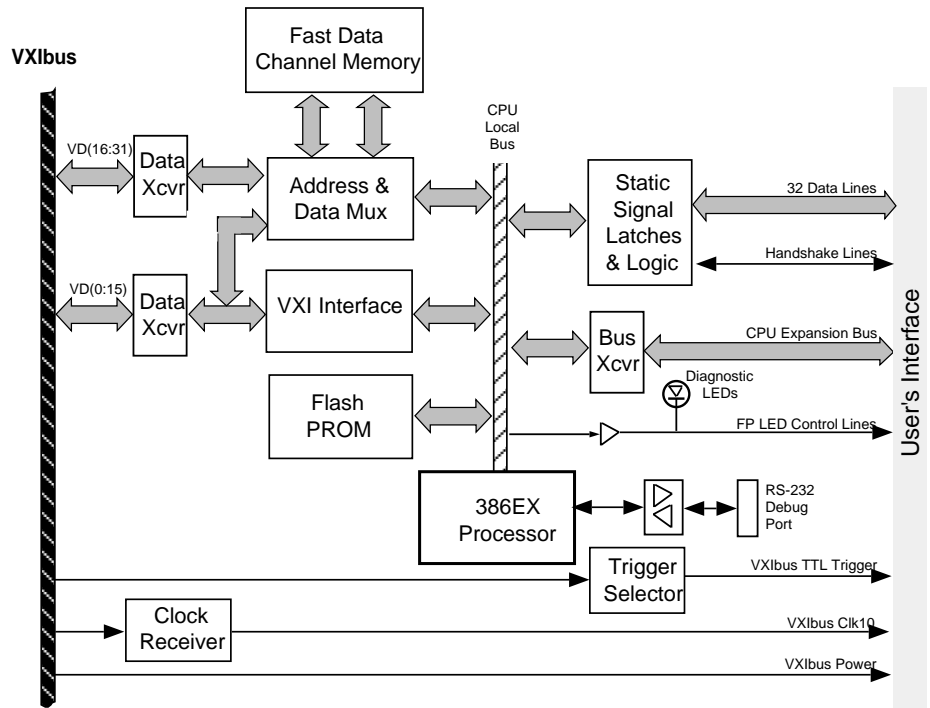 VXIbus
Fast Data
Channel Memory
CPU
Local
Bus
VD(16:31)
Data
Xcvr
Address &
Data Mux
Static
Signal
Latches
& Logic
32 Data Lines
Handshake Lines
VD(0:15)
Data
Xcvr
VXI Interface
Bus
Xcvr
CPU Expansion Bus
Diagnostic
LEDs
Flash
PROM
FP LED Control Lines
User's Interface
386EX
Processor
RS-232
Debug
Port
Trigger
Selector
VXIbus TTL Trigger
Clock
Receiver
VXIbus Clk10
VXIbus Power